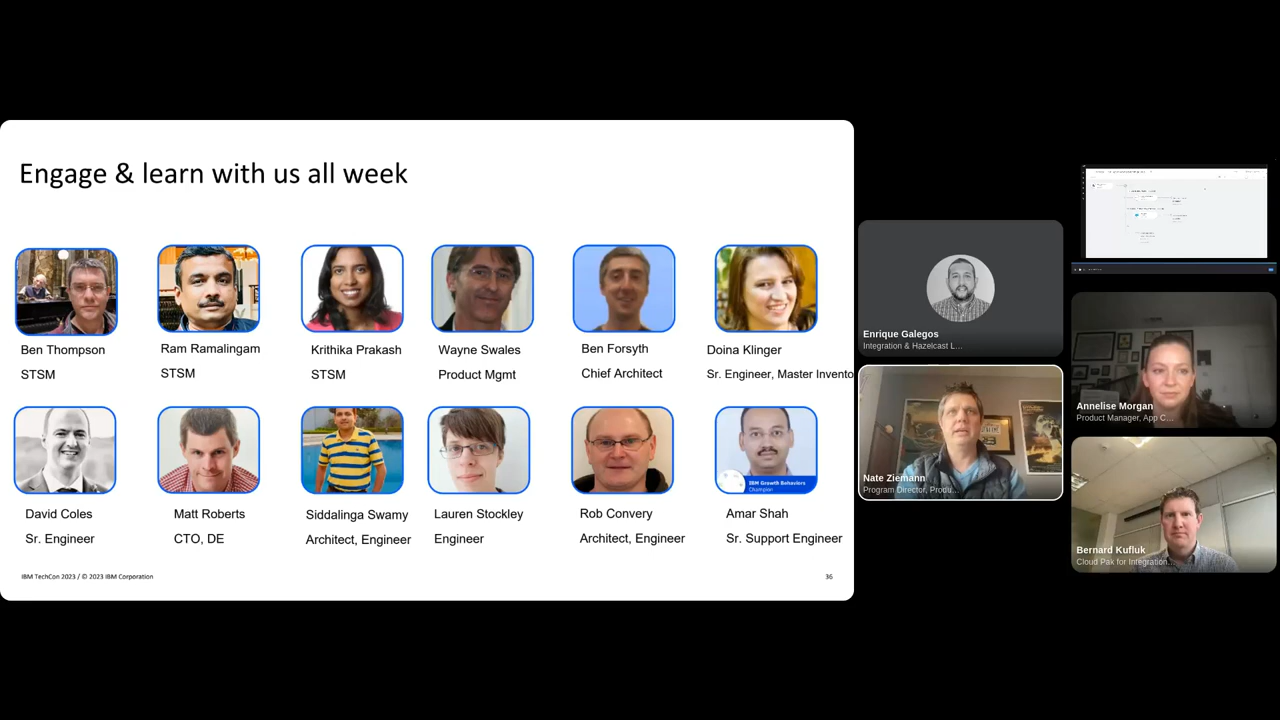 Engage & learn with us all week
Ben Thompson
STSM
Ram Ramalingam
STSM
Krithika Prakash
STSM
Wayne Swales
Product Mgmt
Ben Forsyth
Chief Architect
Doina Klinger
Sr. Engineer, Master Invento
IBM Growth Behaviors
Champion
David Coles
Sr. Engineer
Matt Roberts
CTO, DE
Siddalinga Swamy
Architect, Engineer
Lauren Stockley
Engineer
Rob Convery
Architect, Engineer
Amar Shah
Sr. Support Engineer
IBM TechCon 2023 / © 2023 IBM Corporation
36
Enrique Galegos
Integration & Hazelcast L...
Nate Ziemann
Program Director, Produ...
Annelise Morgan
Product Manager, App C...
Bernard Kufluk
Cloud Pak for Integration...